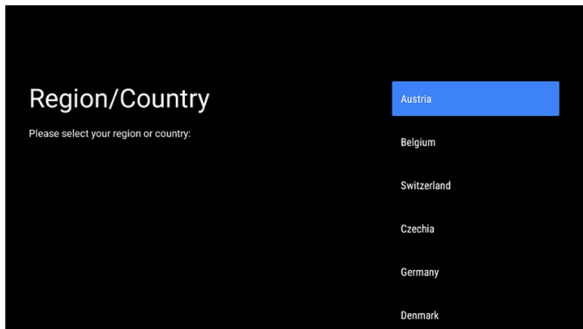 Region/Country
Please select your region or country:
Austria
Belgium
Switzerland
Czechia
Germany
Denmark